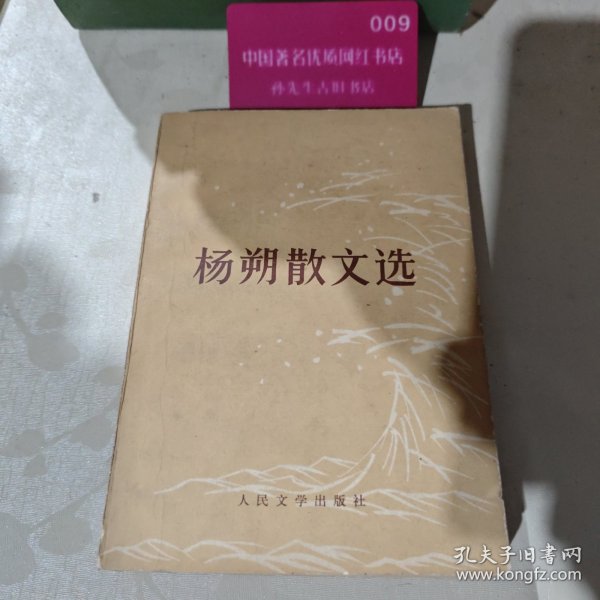 009
中国著名优质网红书店
孙先生古旧书店
杨朔散文选
人民文学出版社
孔夫子旧书网
www.kongfz.com